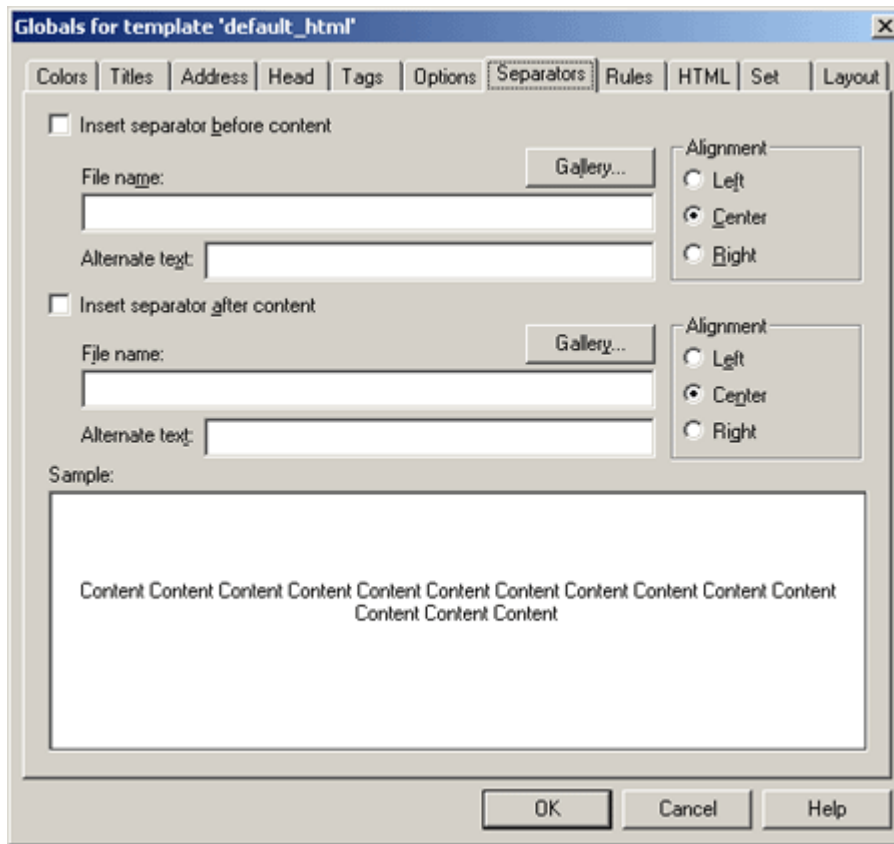 Globals for template 'default_html'
Colors Titles Address Head Tags Options Separators Rules HTML Set Layout
Insert separator before content
Alignment
Gallery...
File name:
Left
Center
Alternate text:
Right
Insert separator after content
Alignment
Gallery...
File name:
Left
Center
Alternate text:
Right
Sample:
Content Content Content Content Content Content Content Content Content Content Content
Content Content Content
OK Cancel Help